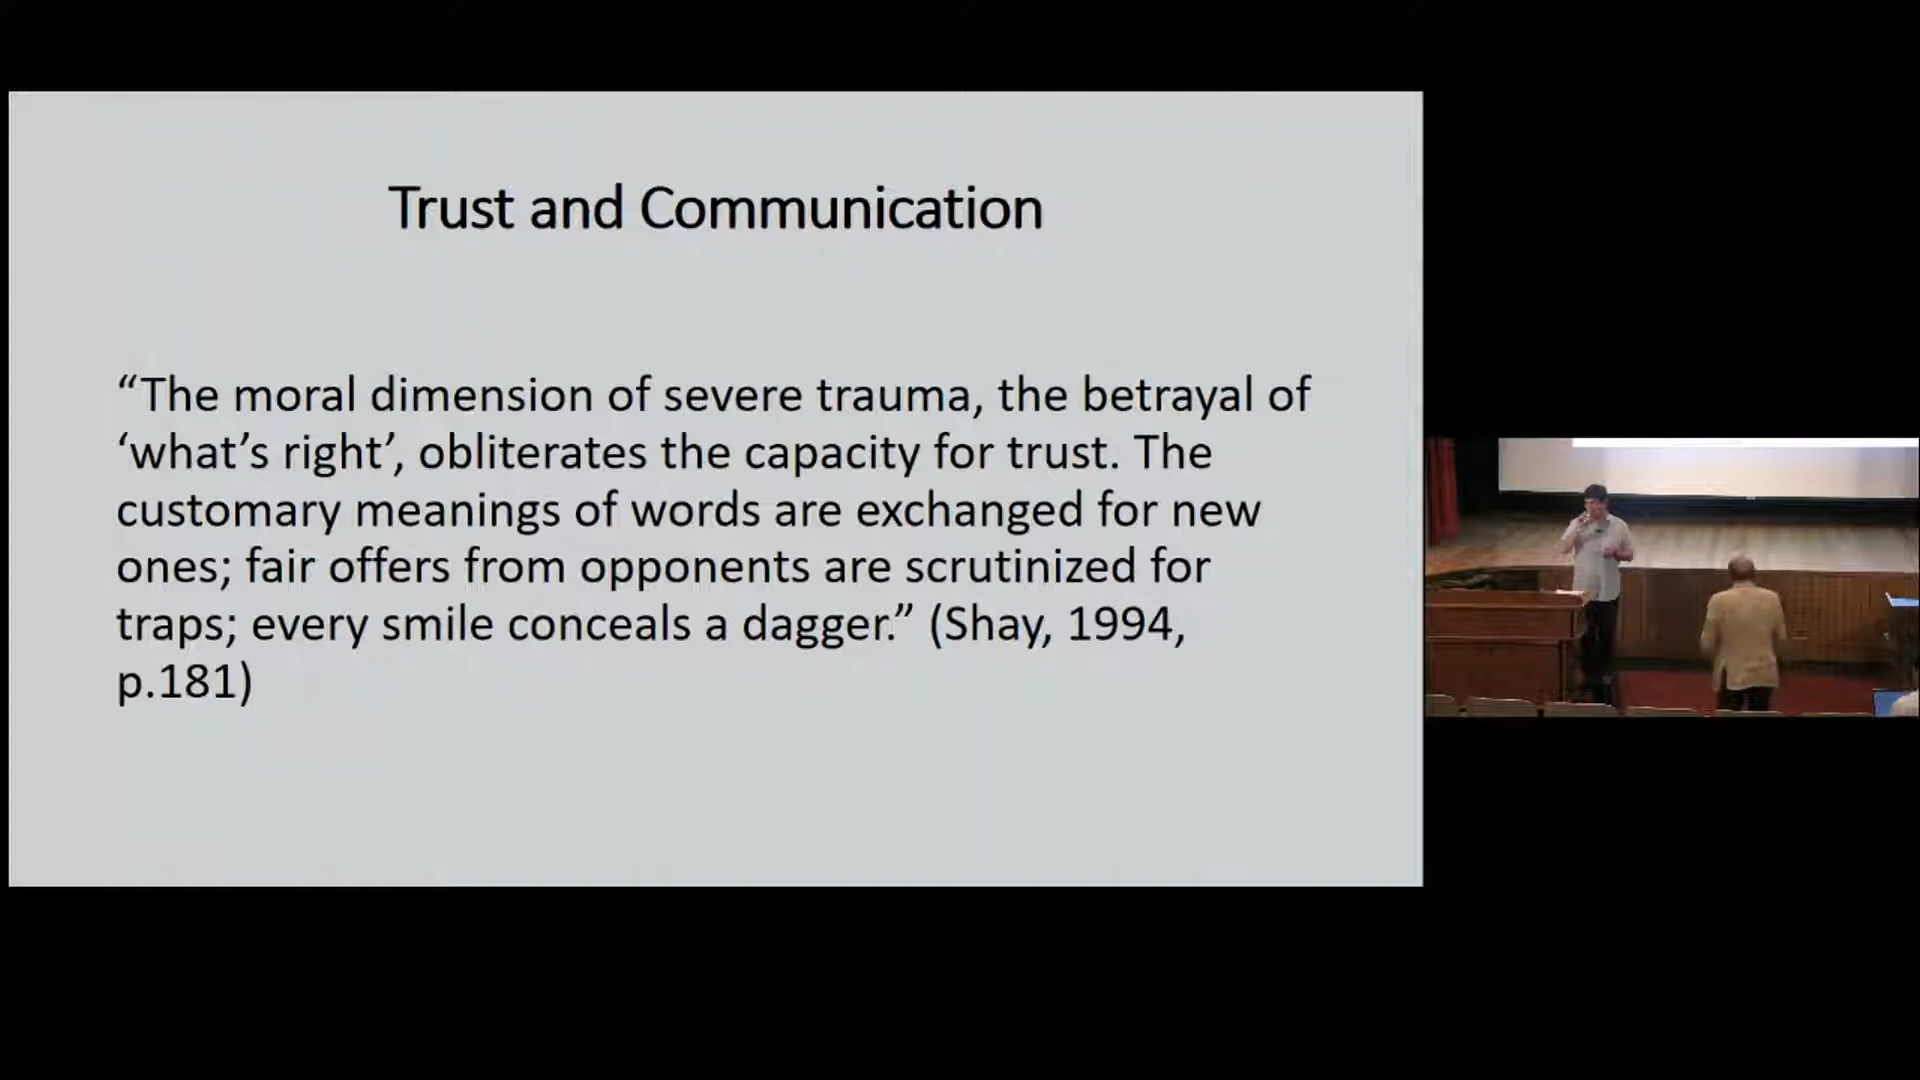 Trust and Communication
“The moral dimension of severe trauma, the betrayal of
‘what’s right’, obliterates the capacity for trust. The
customary meanings of words are exchanged for new
ones; fair offers from opponents are scrutinized for
traps; every smile conceals a dagger.” (Shay, 1994,
p.181)